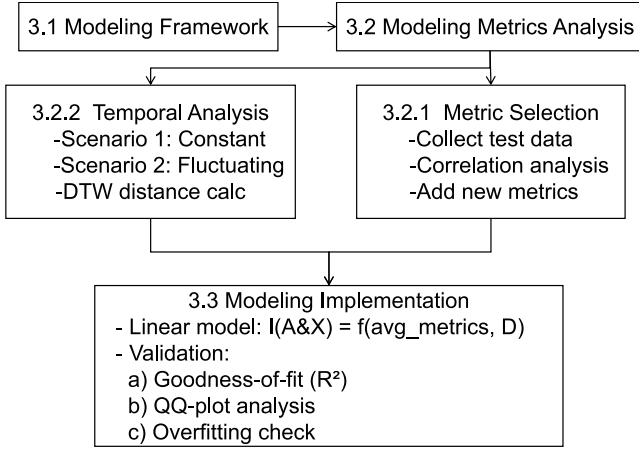 3.1 Modeling Framework
3.2 Modeling Metrics Analysis
3.2.2 Temporal Analysis
-Scenario 1: Constant
-Scenario 2: Fluctuating
-DTW distance calc
3.2.1 Metric Selection
-Collect test data
-Correlation analysis
-Add new metrics
3.3 Modeling Implementation
- Linear model: I(A&X) = f(avg_metrics, D)
- Validation:
a) Goodness-of-fit (R²)
b) QQ-plot analysis
c) Overfitting check